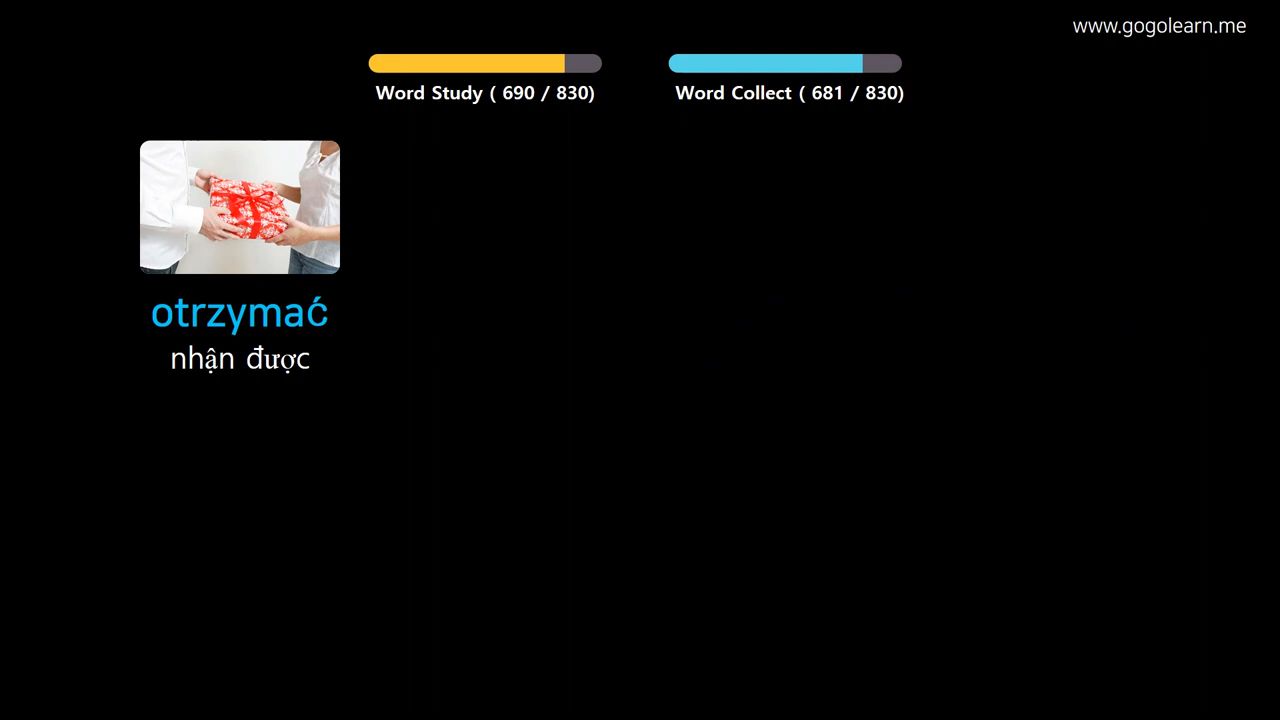 www.gogolearn.me
Word Study ( 690 / 830)
Word Collect ( 681 / 830)
otrzymać
nhận được